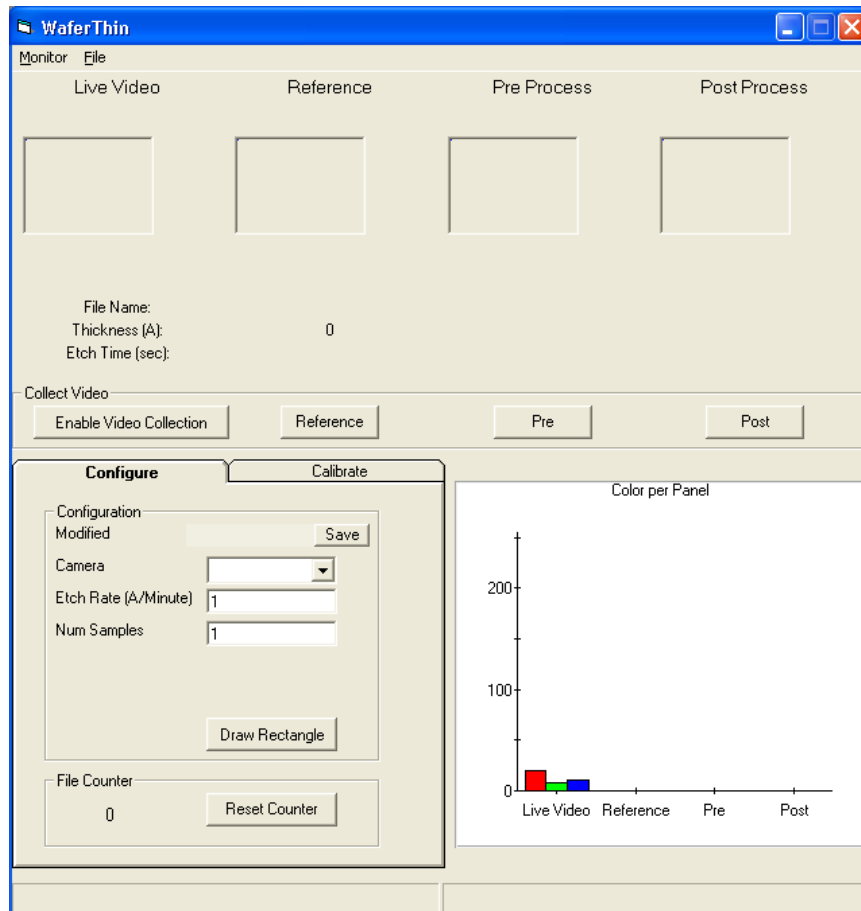 WaferThin
Monitor File
Live Video Reference Pre Process Post Process
File Name:
Thickness (A): 0
Etch Time (sec):
Collect Video
Enable Video Collection Reference Pre Post
Configure Calibrate
Configuration
Modified Save
Camera
Etch Rate (A/Minute) 1
Num Samples 1
Draw Rectangle
File Counter
0 Reset Counter
Color per Panel
200
100
0
Live Video Reference Pre Post